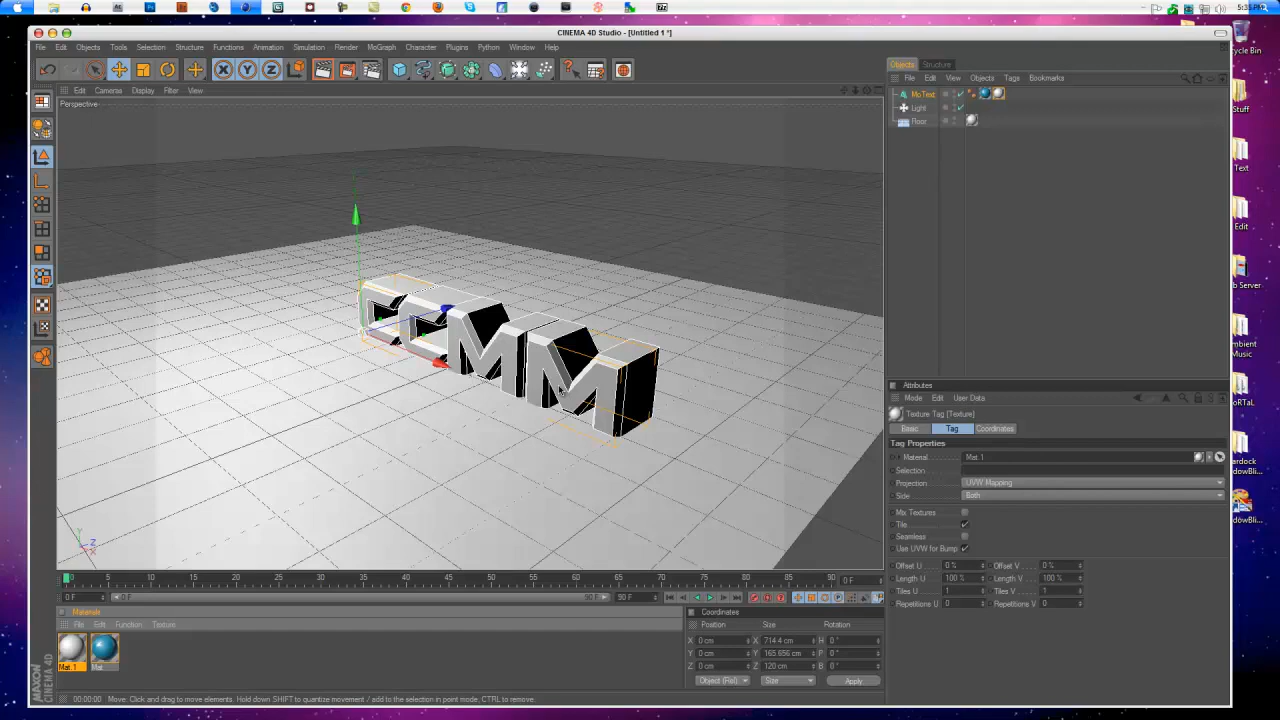 5:35 PM
CINEMA 4D Studio - [Untitled 1 *]
File Edit Objects Tools Selection Structure Functions Animation Simulation Render MoGraph Character Plugins Python Window Help
Edit Cameras Display Filter View
Perspective
CCMM
Y
Z
X
0 5 10 15 20 25 30 35 40 45 50 55 60 65 70 75 80 85 90 0 F
0 F 0 F 90 F 90 F
Materials
File Edit Function Texture
Mat.1 Mat
MAXON CINEMA 4D
00:00:00 Move: Click and drag to move elements. Hold down SHIFT to quantize movement / add to the selection in point mode, CTRL to remove.
Coordinates
Position Size Rotation
X 0 cm X 714.4 cm H 0 °
Y 0 cm Y 165.656 cm P 0 °
Z 0 cm Z 120 cm B 0 °
Object (Rel) Size Apply
Objects Structure
File Edit View Objects Tags Bookmarks
MoText
Light
Floor
Attributes
Mode Edit User Data
Texture Tag [Texture]
Basic Tag Coordinates
Tag Properties
Material Mat.1
Selection
Projection UVW Mapping
Side Both
Mix Textures
Tile
Seamless
Use UVW for Bump
Offset U 0 % Offset V 0 %
Length U 100 % Length V 100 %
Tiles U 1 Tiles V 1
Repetitions U 0 Repetitions V 0
Stuff
Text
Edit
Music